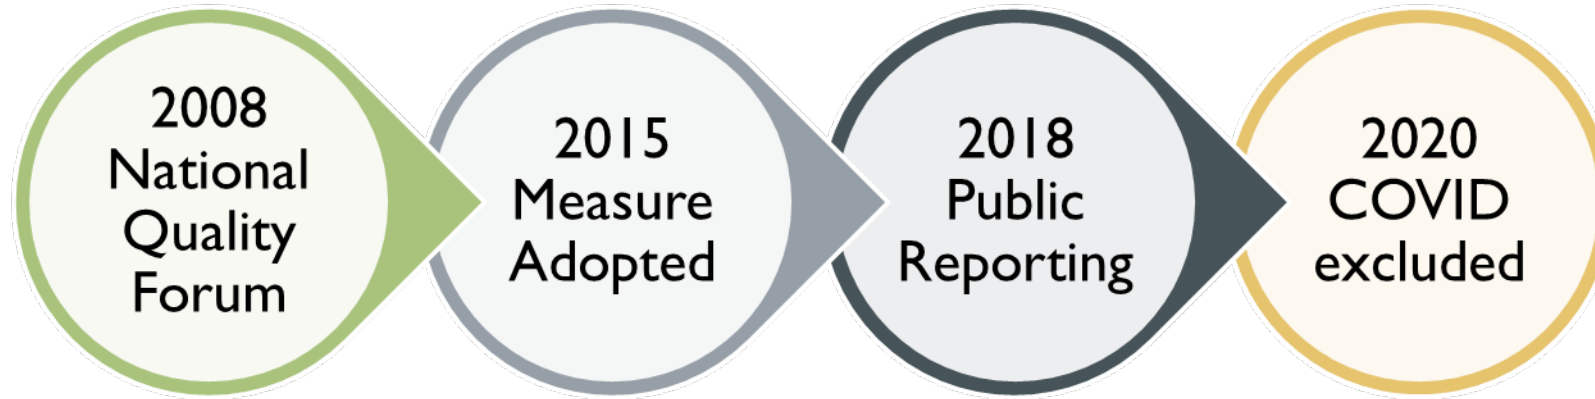 2008
National
Quality
Forum
2015
Measure
Adopted
2018
Public
Reporting
2020
COVID
excluded